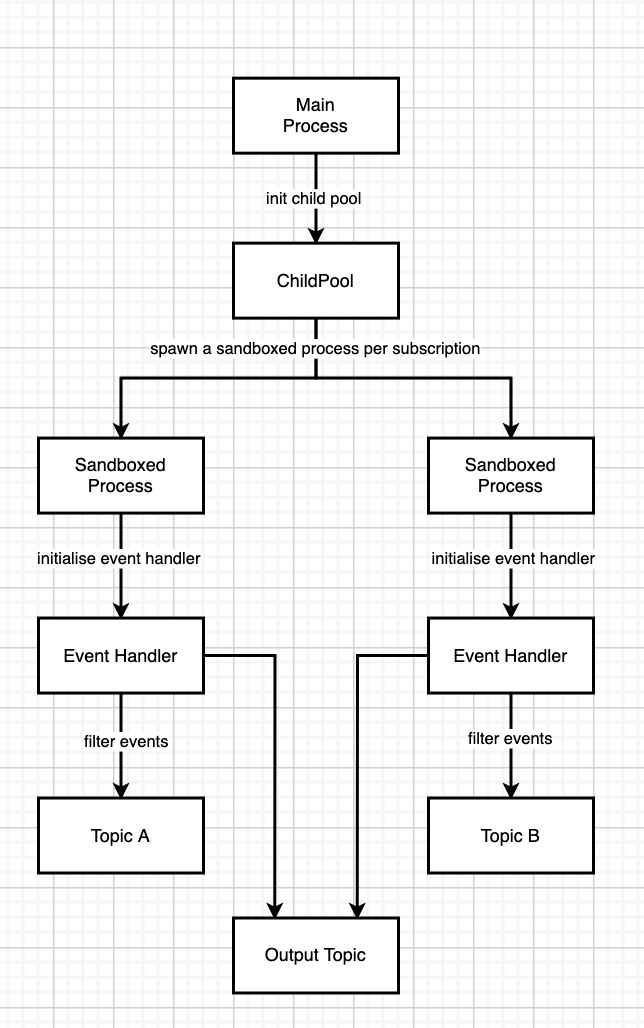 Main
Process
init child pool
ChildPool
spawn a sandboxed process per subscription
Sandboxed
Process
Sandboxed
Process
initialise event handler
initialise event handler
Event Handler
Event Handler
filter events
filter events
Topic A
Topic B
Output Topic